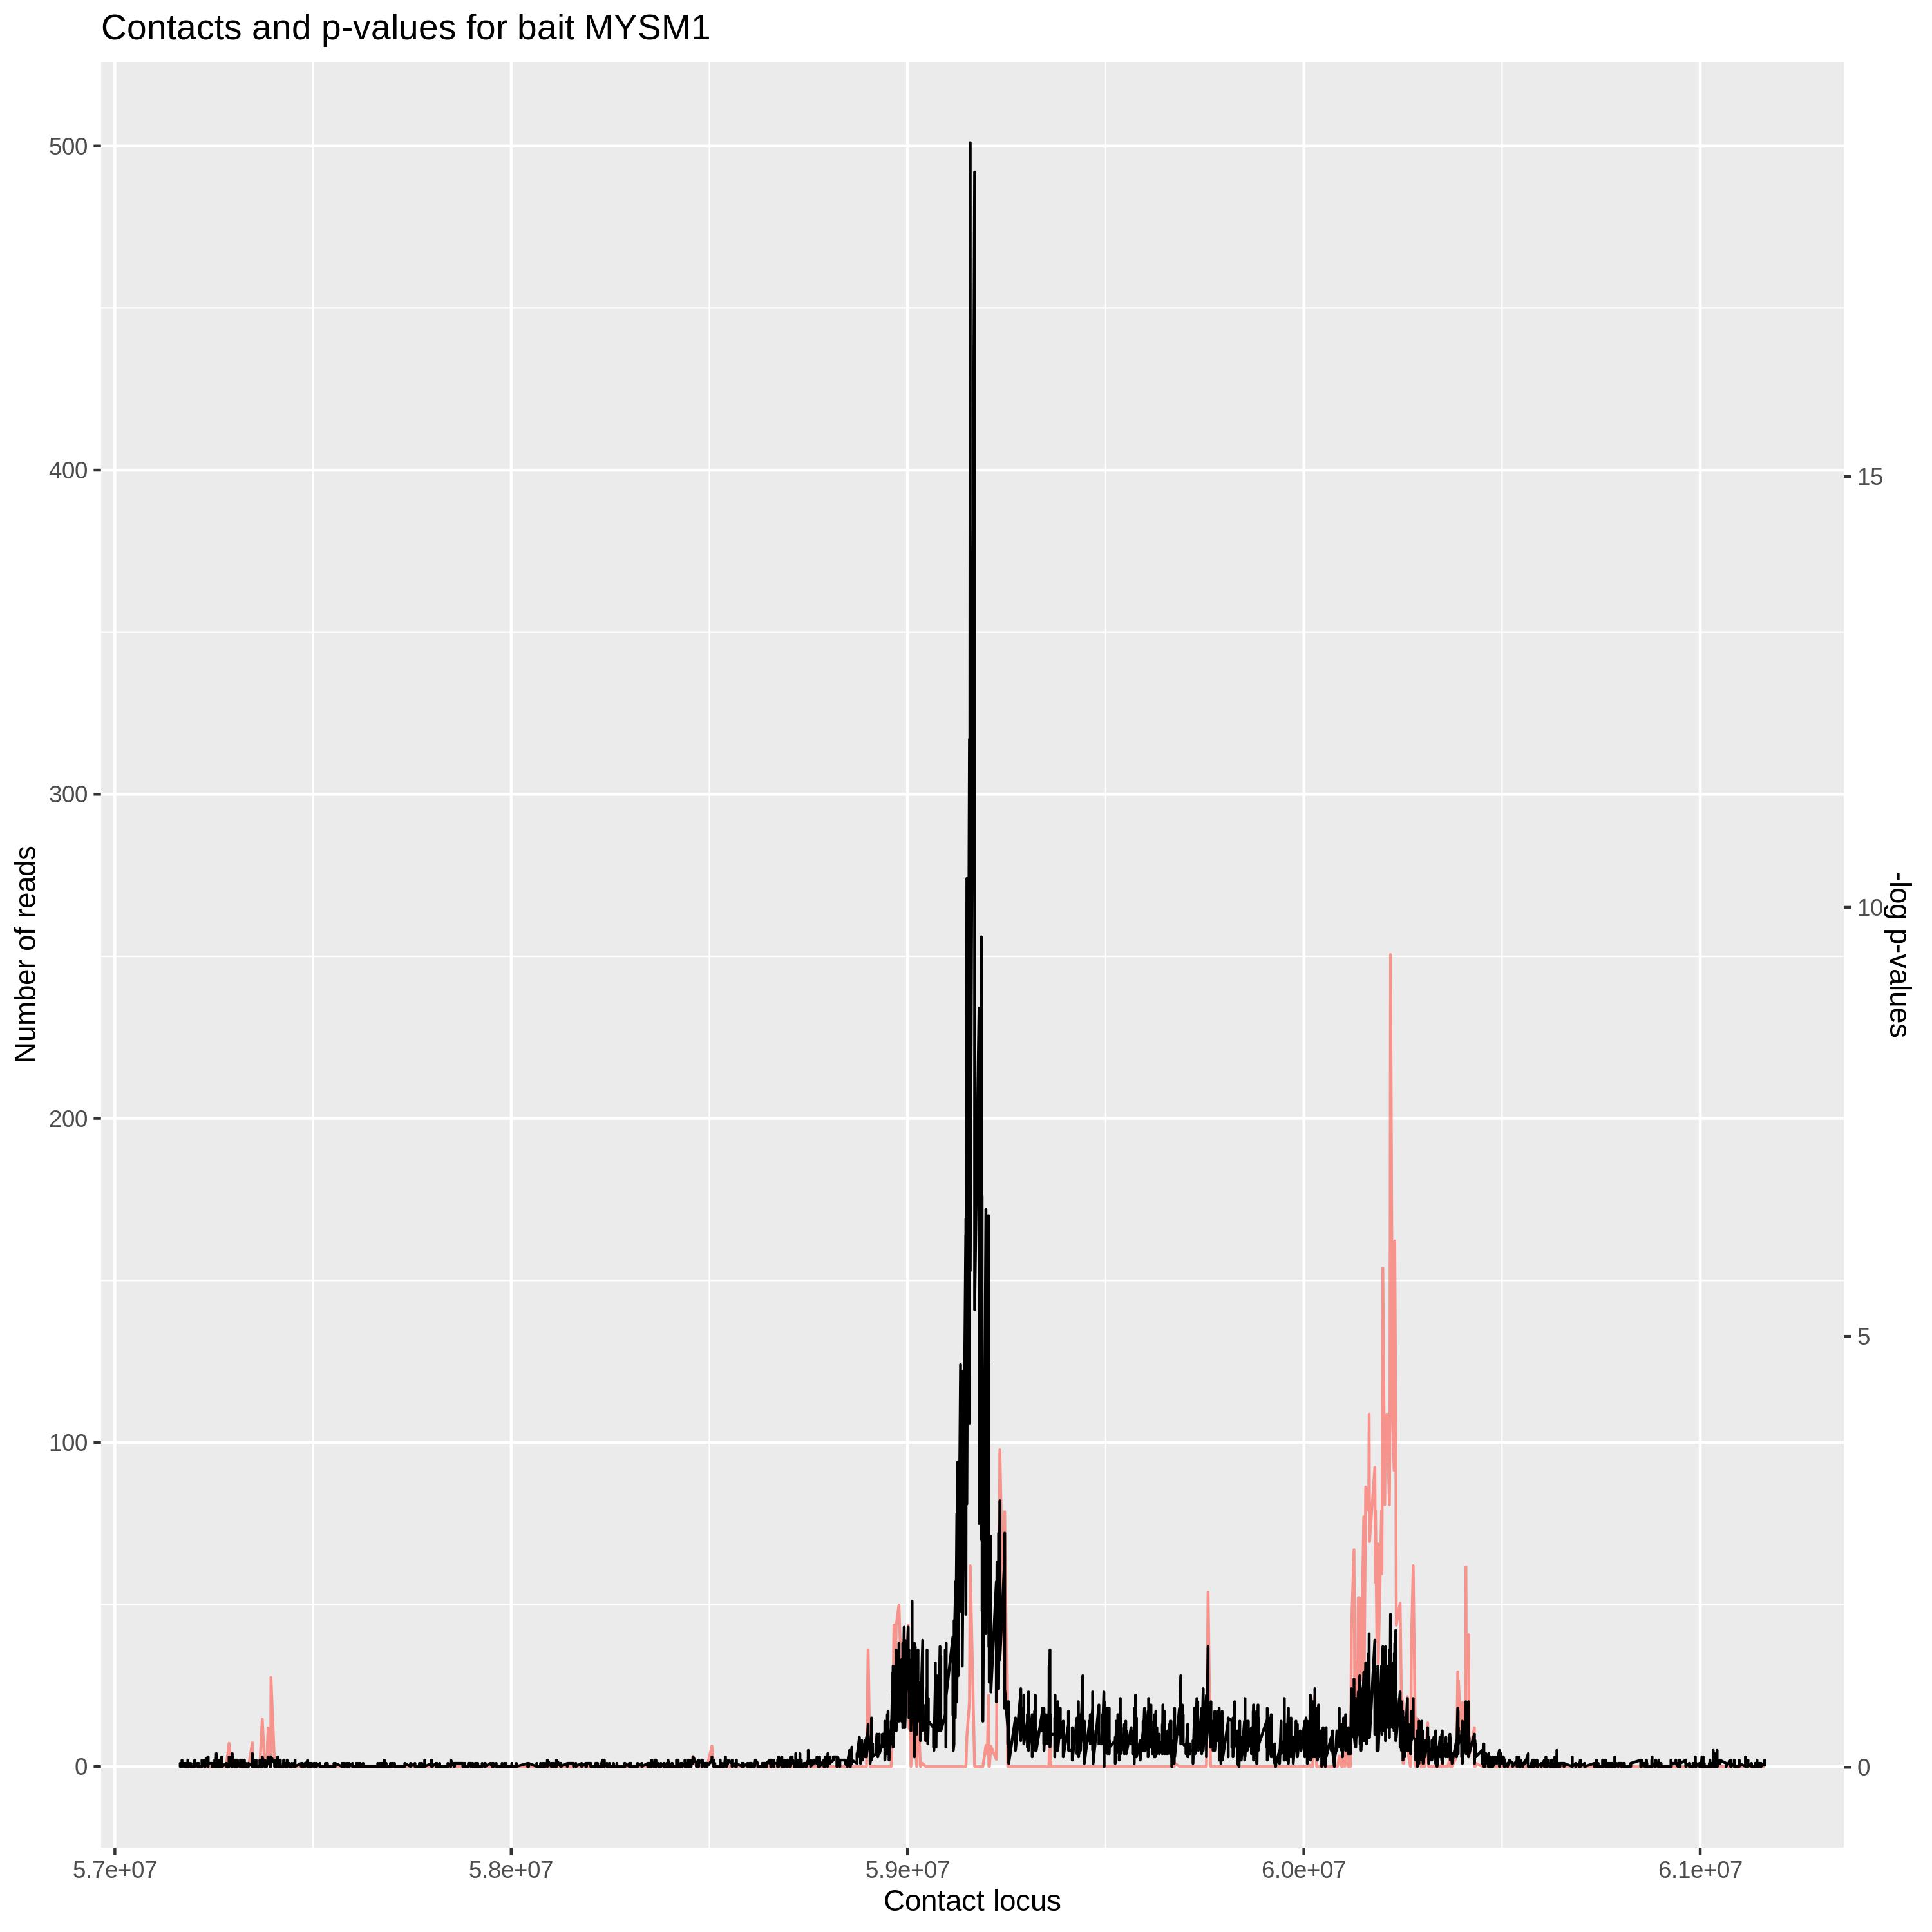 Contacts and p-values for bait MYSM1
500
400
300
200
100
0
Number of reads
15
10
5
0
-log p-values
5.7e+07
5.8e+07
5.9e+07
6.0e+07
6.1e+07
Contact locus